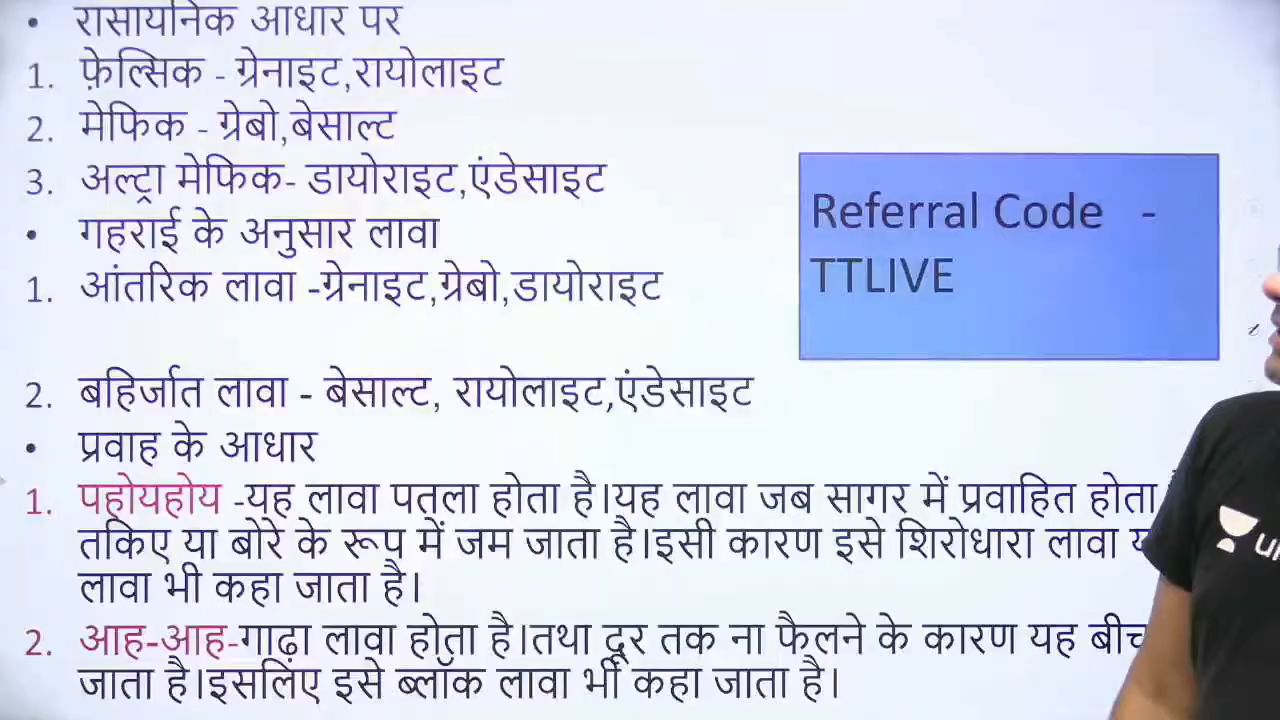 • रासायनिक आधार पर
1. फ़ेल्सिक - ग्रेनाइट,रायोलाइट
2. मेफिक - ग्रेबो,बेसाल्ट
3. अल्ट्रा मेफिक- डायोराइट,एंडेसाइट
• गहराई के अनुसार लावा
1. आंतरिक लावा -ग्रेनाइट,ग्रेबो,डायोराइट
2. बहिर्जात लावा - बेसाल्ट, रायोलाइट,एंडेसाइट
• प्रवाह के आधार
1. पहोयहोय -यह लावा पतला होता है।यह लावा जब सागर में प्रवाहित होता
तकिए या बोरे के रूप में जम जाता है।इसी कारण इसे शिरोधारा लावा
लावा भी कहा जाता है।
2. आह-आह-गाढ़ा लावा होता है।तथा दूर तक ना फैलने के कारण यह
जाता है।इसलिए इसे ब्लॉक लावा भी कहा जाता है।
Referral Code -
TTLIVE